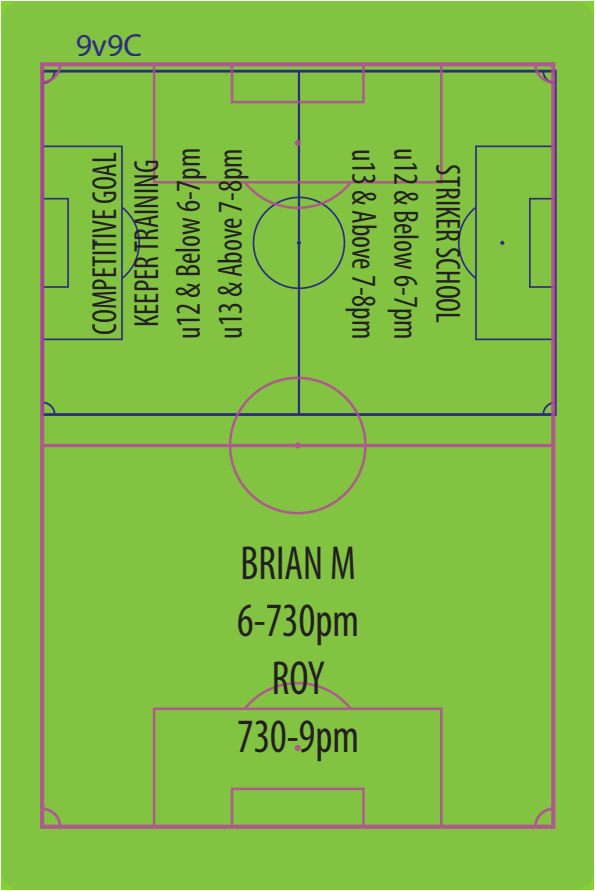 9v9C
COMPETITIVE GOAL
KEEPER TRAINING
u12 & Below 6-7pm
u13 & Above 7-8pm
STRIKER SCHOOL
u12 & Below 6-7pm
u13 & Above 7-8pm
BRIAN M
6-730pm
ROY
730-9pm